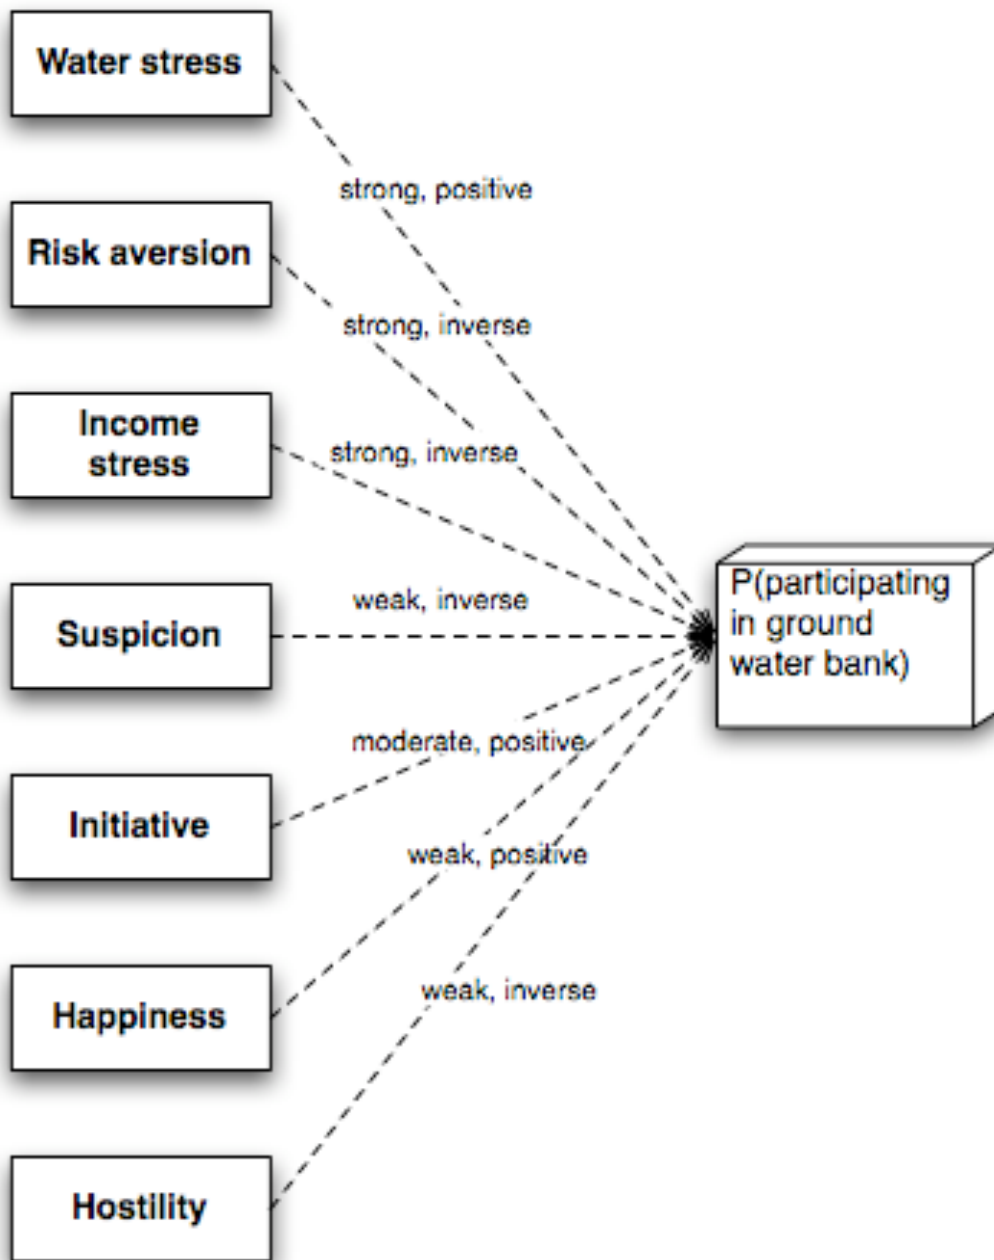 Water stress
strong, positive
Risk aversion
strong, inverse
Income
stress
strong, inverse
P(participating
in ground
water bank)
Suspicion
weak, inverse
Initiative
moderate, positive
Happiness
weak, positive
Hostility
weak, inverse